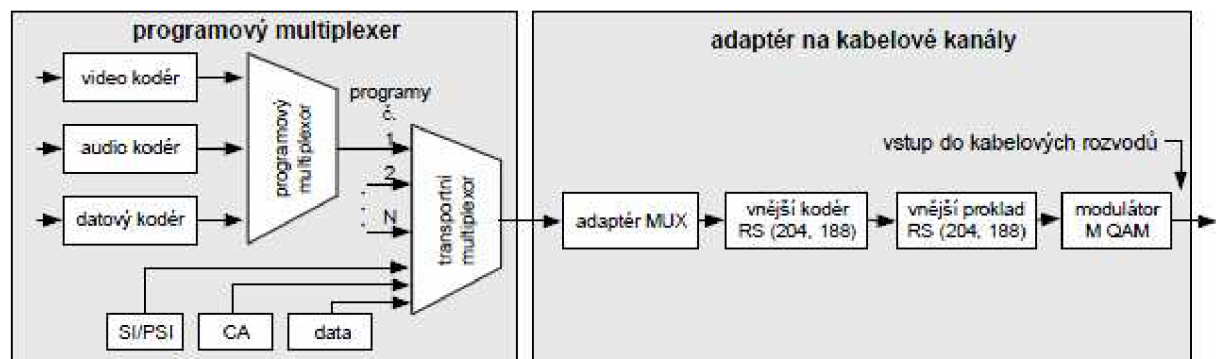 programový multiplexer
video kodér
audio kodér
datový kodér
programový
multiplexor
programy
č.
1
2
N
transportní
multiplexor
SI/PSI
CA
data
adaptér na kabelové kanály
vstup do kabelových rozvodů
adaptér MUX
vnější kodér
RS (204, 188)
vnější proklad
RS (204, 188)
modulátor
M QAM